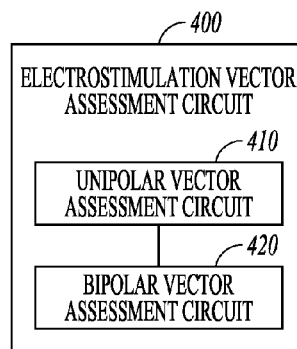 400
ELECTROSTIMULATION VECTOR
ASSESSMENT CIRCUIT
410
UNIPOLAR VECTOR
ASSESSMENT CIRCUIT
420
BIPOLAR VECTOR
ASSESSMENT CIRCUIT